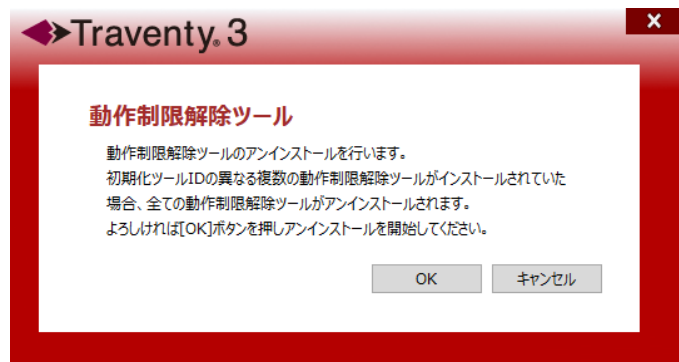 Traventy® 3
動作制限解除ツール
動作制限解除ツールのアンインストールを行います。
初期化ツールIDの異なる複数の動作制限解除ツールがインストールされていた
場合、全ての動作制限解除ツールがアンインストールされます。
よろしければ[OK]ボタンを押しアンインストールを開始してください。
OK
キャンセル